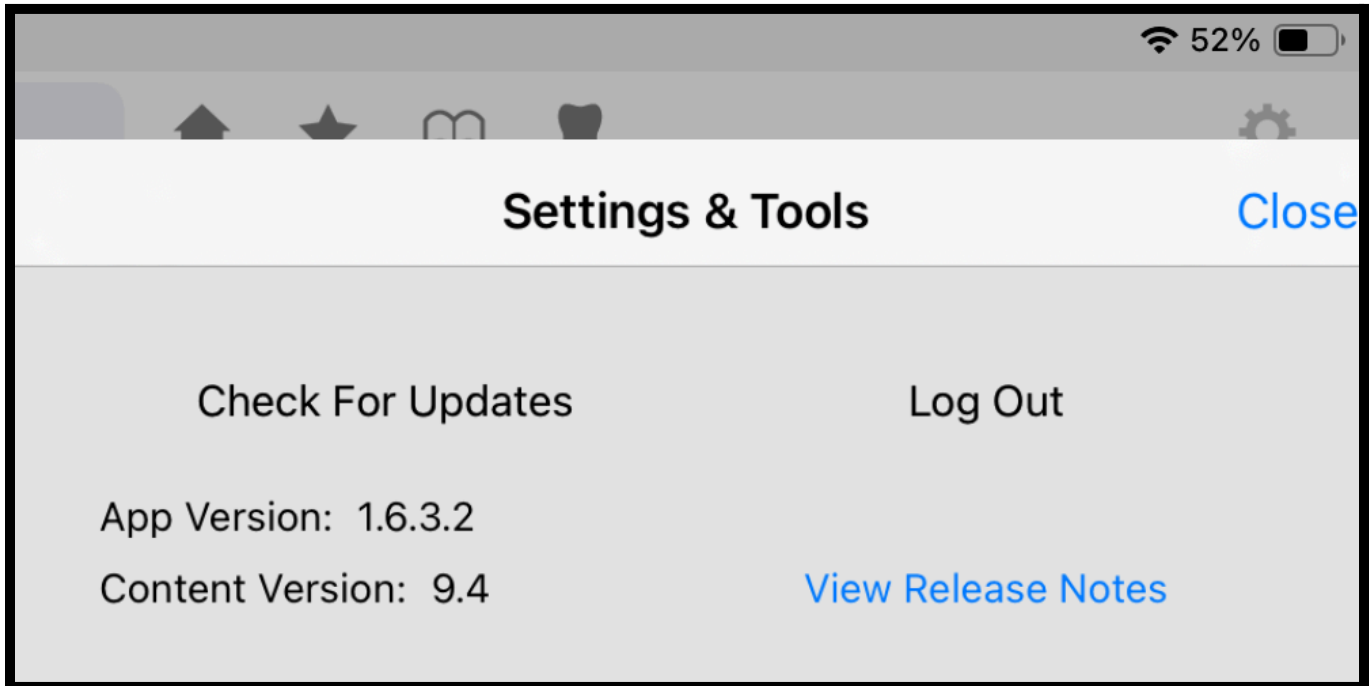 52%
Settings & Tools
Close
Check For Updates
Log Out
App Version: 1.6.3.2
Content Version: 9.4
View Release Notes